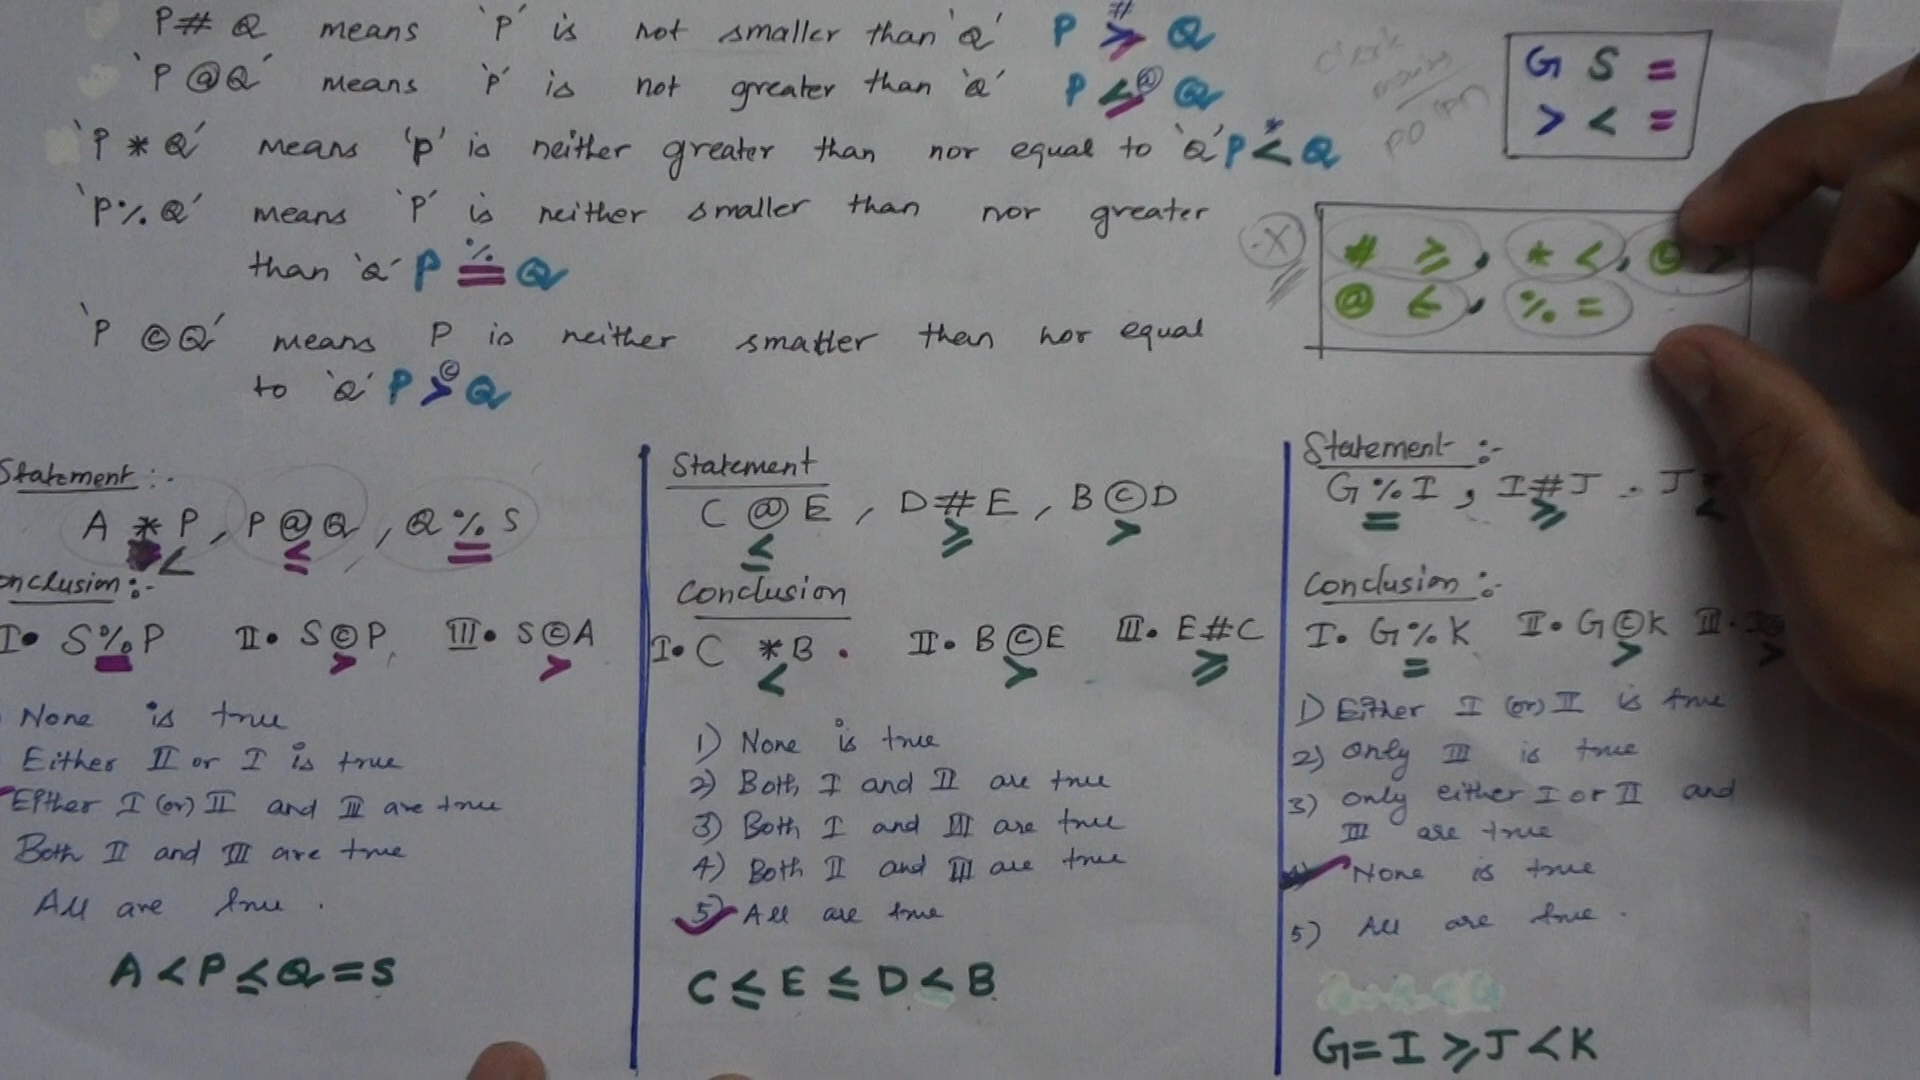 P # Q means 'P' is not smaller than 'Q' P ≥ # Q
'P @ Q' means 'P' is not greater than 'Q' P ≤ @ Q
'P * Q' means 'P' is neither greater than nor equal to 'Q' P < * Q
'P % Q' means 'P' is neither smaller than nor greater
than 'Q' P = % Q
'P © Q' means P is neither smatter than nor equal
to 'Q' P > © Q
G S =
> < =
-X
# ≥, * <, ©
@ ≤, % =
Statement :-
A * P, P @ Q, Q % S
< ≤ =
onclusion :-
I. S % P II. S © P, III. S © A
= > >
None is true
Either II or I is true
Either I (or) II and III are true
Both II and III are true
All are true.
A < P ≤ Q = S
Statement
C @ E, D # E, B © D
≤ ≥ >
Conclusion
I. C * B. II. B © E III. E # C
< > ≥
1) None is true
2) Both I and II are true
3) Both I and III are true
4) Both II and III are true
5) All are true
C ≤ E ≤ D < B
Statement :-
G % I, I # J, J
= ≥ <
Conclusion :-
I. G % K II. G © K III.
= > >
1) Either I (or) II is true
2) Only III is true
3) Only either I or II and
III are true
4) None is true
5) All are true.
G = I ≥ J < K